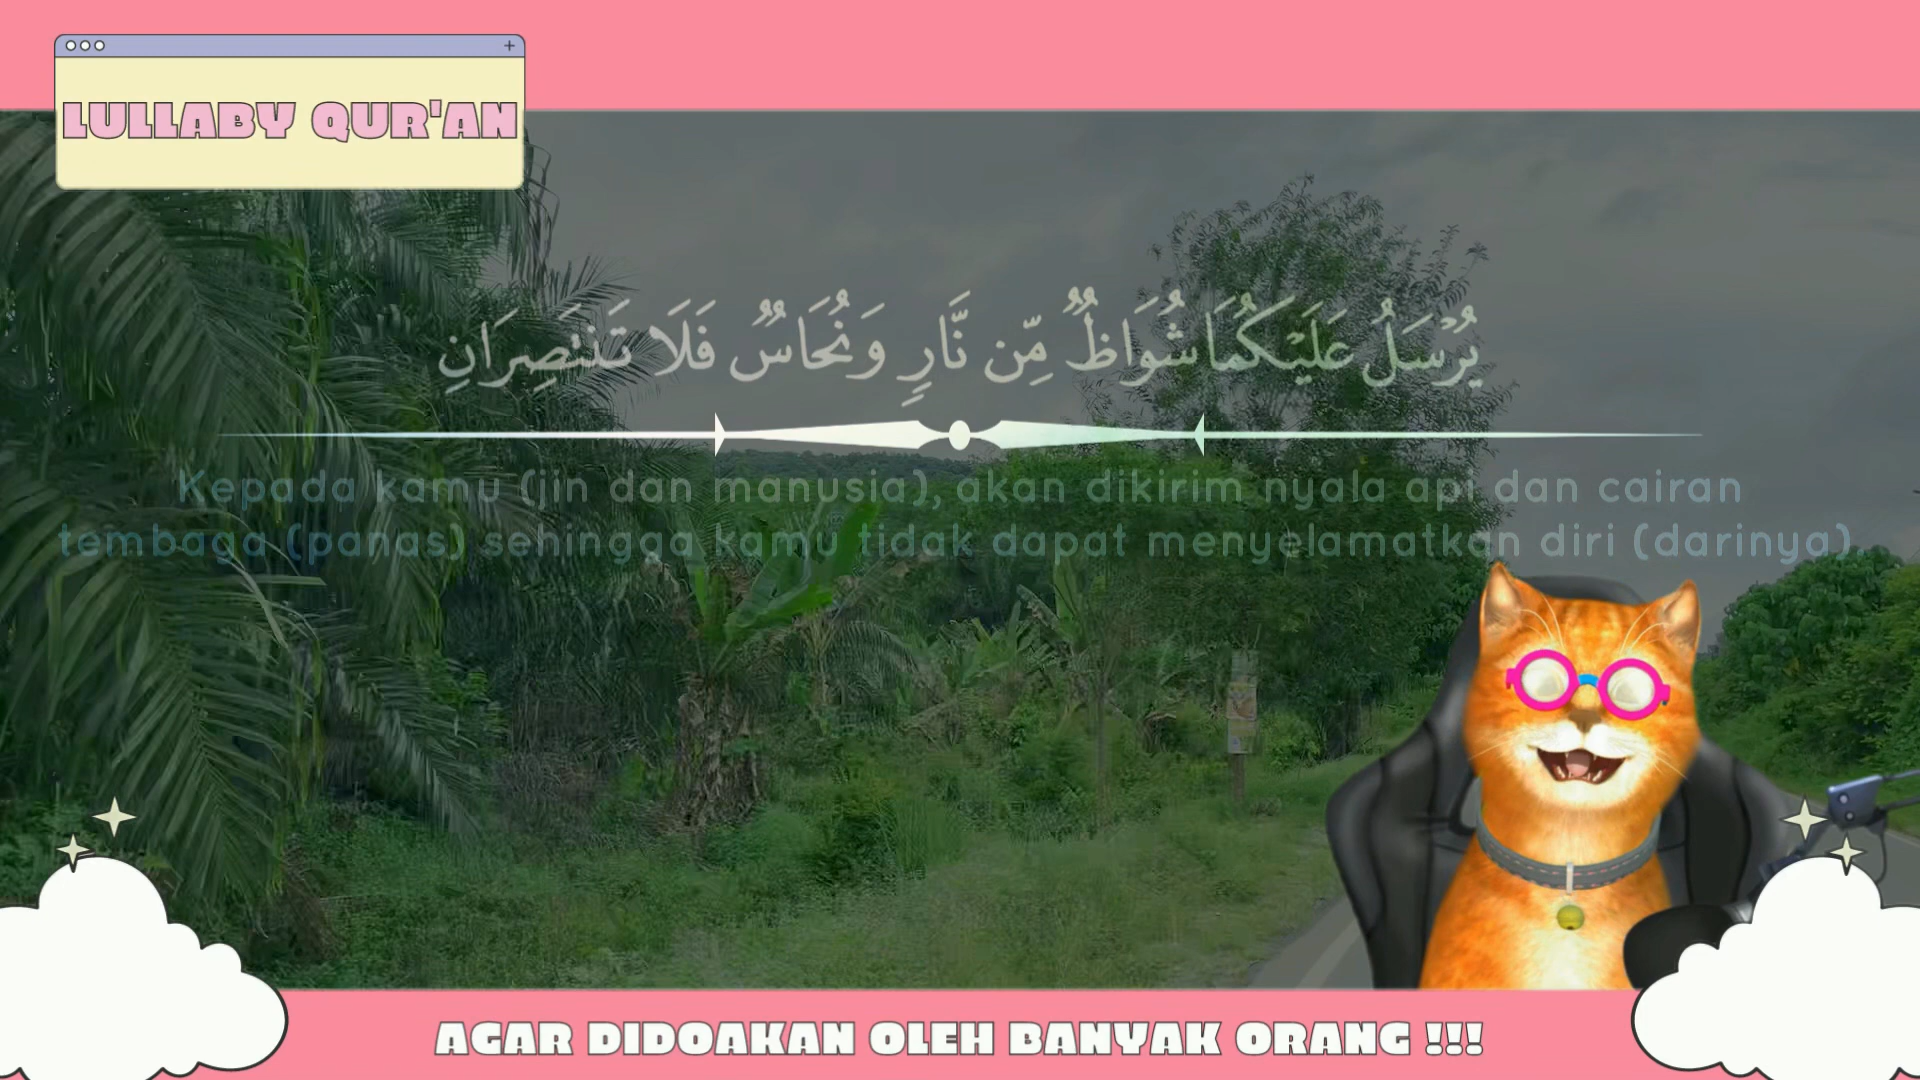 LULLABY QUR'AN
يُرْسَلُ عَلَيْكُمَا شُوَاظٌ مِّن نَّارٍ وَنُحَاسٌ فَلَا تَنتَصِرَانِ
Kepada kamu (jin dan manusia), akan dikirim nyala api dan cairan
tembaga (panas) sehingga kamu tidak dapat menyelamatkan diri (darinya)
AGAR DIDOAKAN OLEH BANYAK ORANG !!!